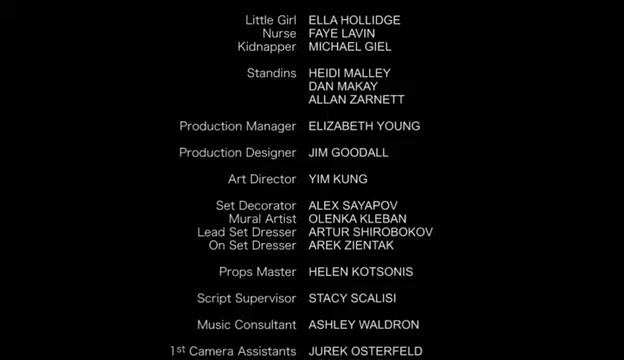 Little Girl ELLA HOLLIDGE
Nurse FAYE LAVIN
Kidnapper MICHAEL GIEL
Standins HEIDI MALLEY
DAN MAKAY
ALLAN ZARNETT
Production Manager ELIZABETH YOUNG
Production Designer JIM GOODALL
Art Director YIM KUNG
Set Decorator ALEX SAYAPOV
Mural Artist OLENKA KLEBAN
Lead Set Dresser ARTUR SHIROBOKOV
On Set Dresser AREK ZIENTAK
Props Master HELEN KOTSONIS
Script Supervisor STACY SCALISI
Music Consultant ASHLEY WALDRON
1st Camera Assistants JUREK OSTERFELD